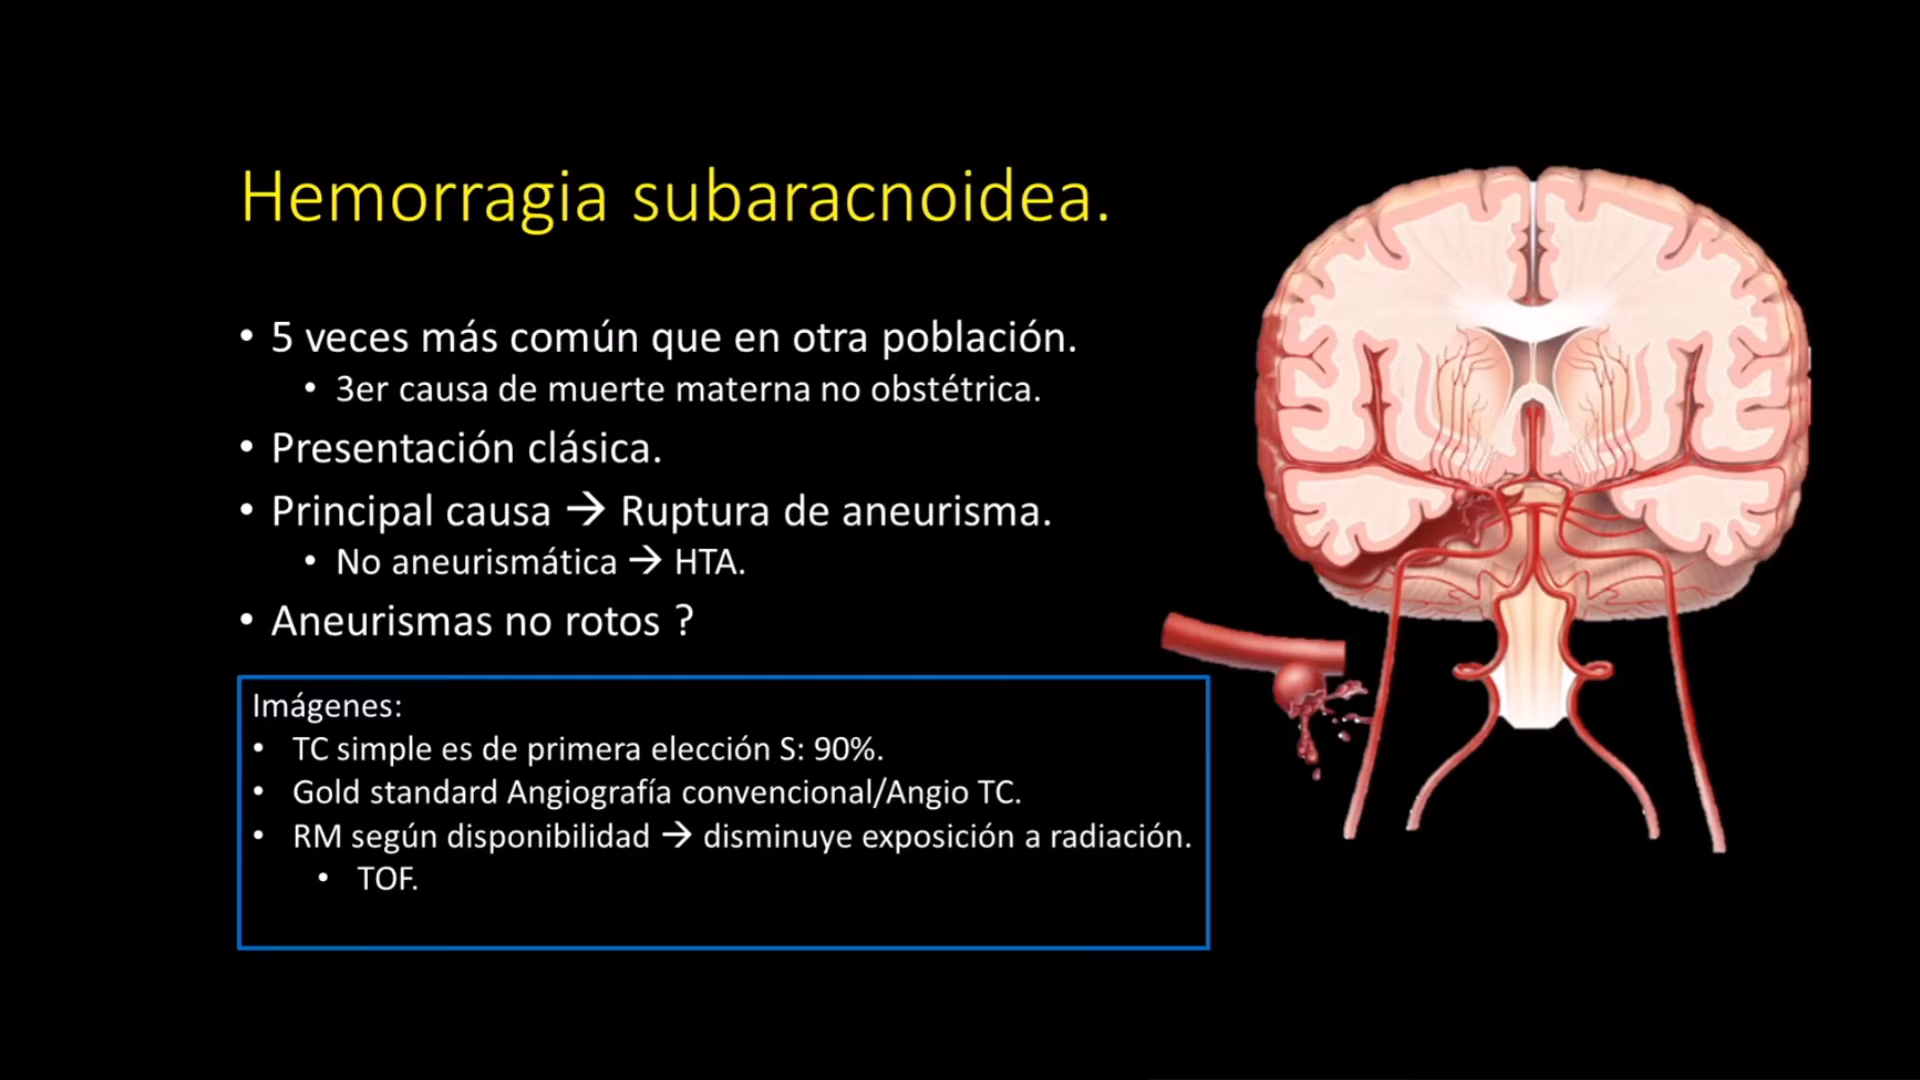 Hemorragia subaracnoidea.
• 5 veces más común que en otra población.
• 3er causa de muerte materna no obstétrica.
• Presentación clásica.
• Principal causa → Ruptura de aneurisma.
• No aneurismática → HTA.
• Aneurismas no rotos ?
Imágenes:
• TC simple es de primera elección S: 90%.
• Gold standard Angiografía convencional/Angio TC.
• RM según disponibilidad → disminuye exposición a radiación.
• TOF.